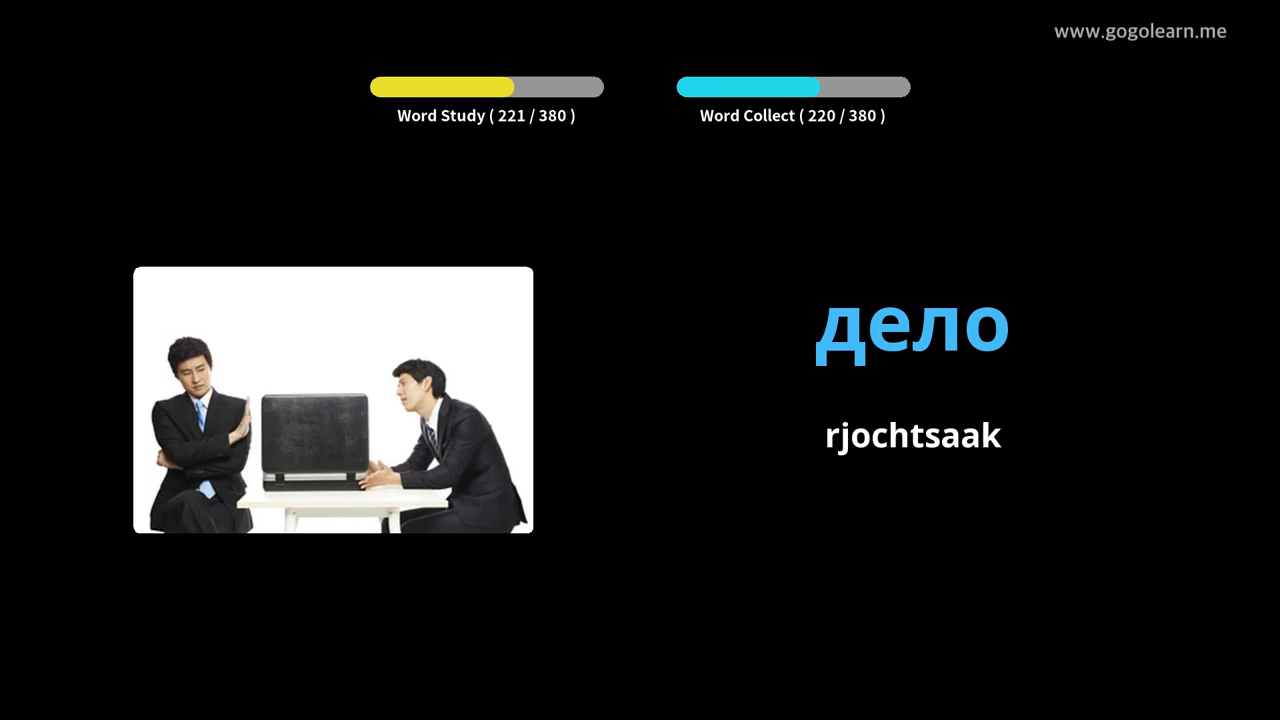 www.gogolearn.me
Word Study ( 221 / 380 )
Word Collect ( 220 / 380 )
дело
rjochtsaak